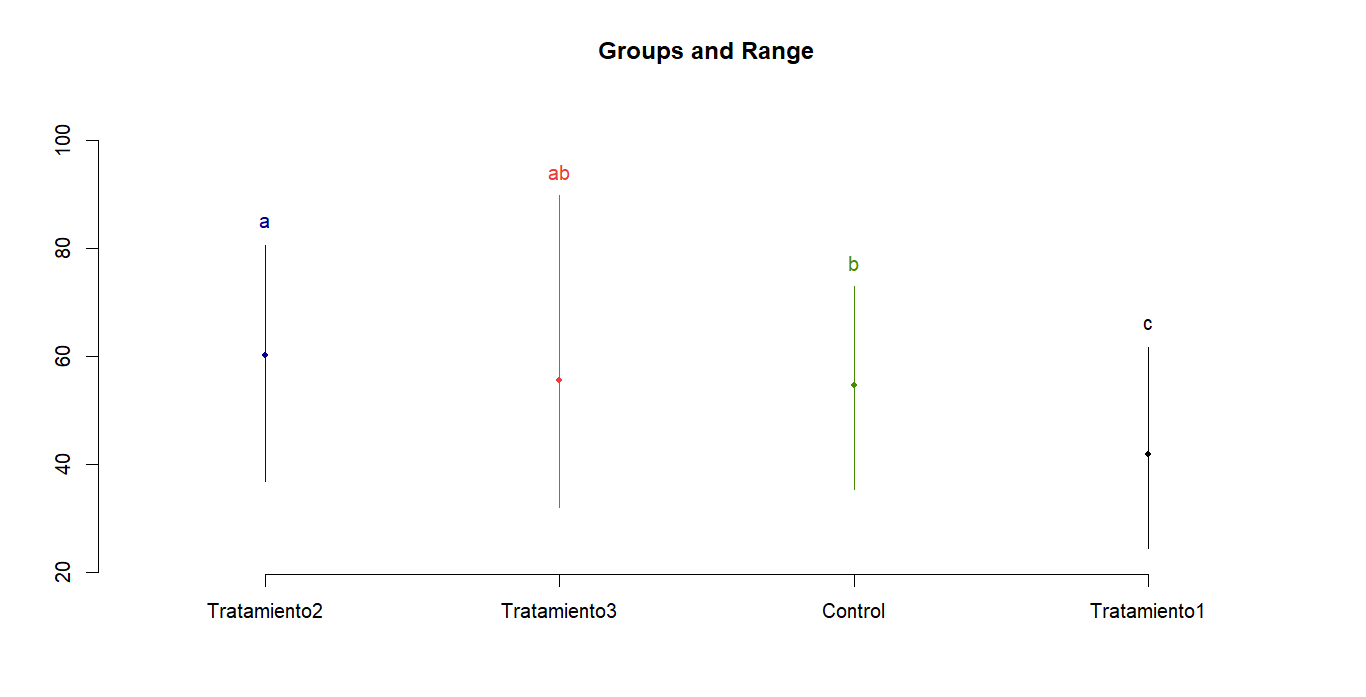 Groups and Range
100
80
60
40
20
a
ab
b
c
Tratamiento2 Tratamiento3 Control Tratamiento1